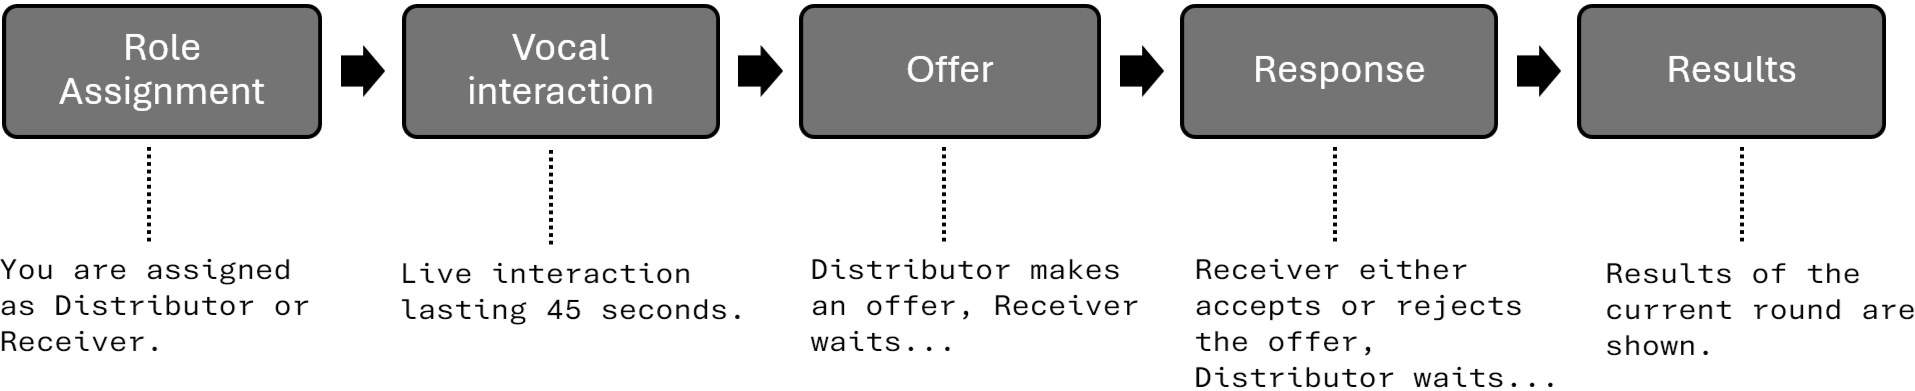 Role
Assignment
Vocal
interaction
Offer
Response
Results
You are assigned
as Distributor or
Receiver.
Live interaction
lasting 45 seconds.
Distributor makes
an offer, Receiver
waits...
Receiver either
accepts or rejects
the offer,
Distributor waits...
Results of the
current round are
shown.